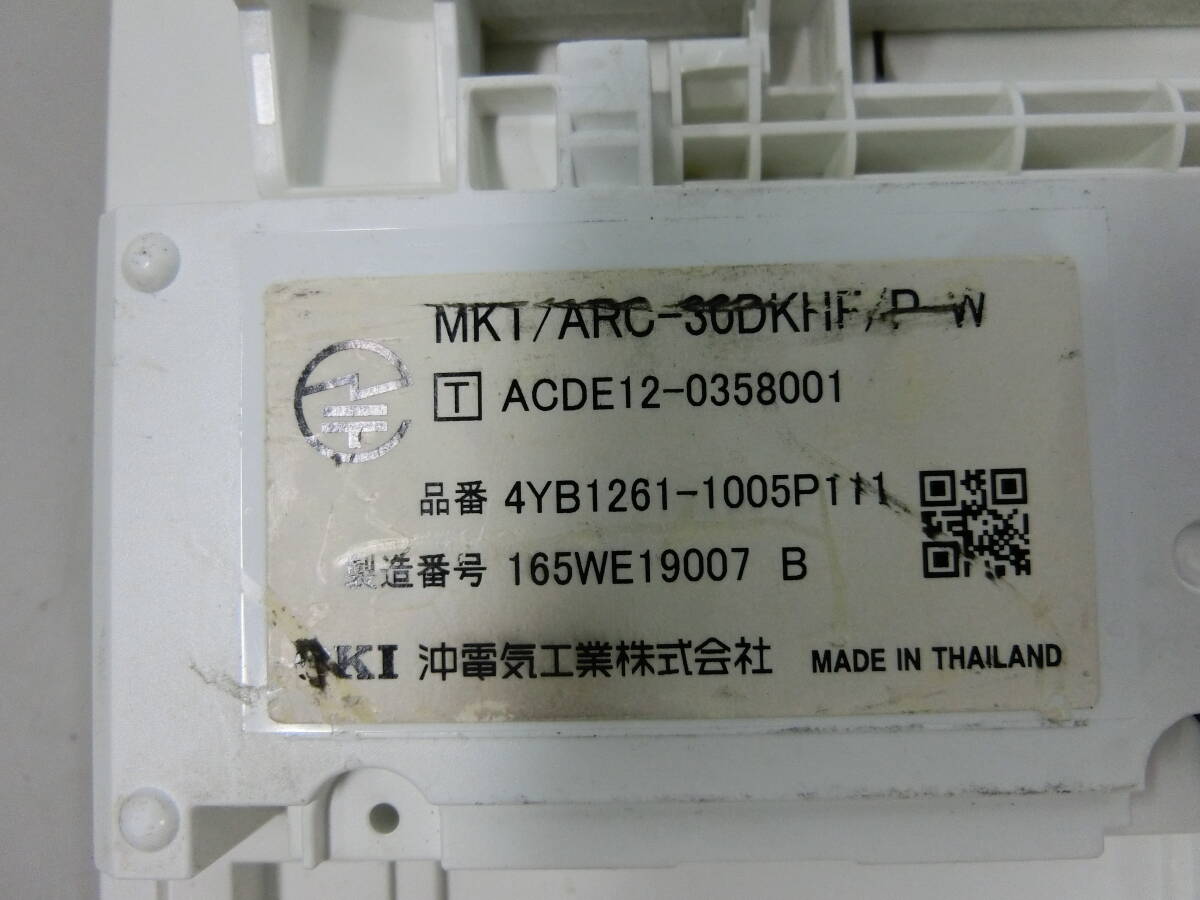 MKT/ARC-30DKHF/P-W
T ACDE12-0358001
品番 4YB1261-1005P111
製造番号 165WE19007 B
OKI 沖電気工業株式会社 MADE IN THAILAND